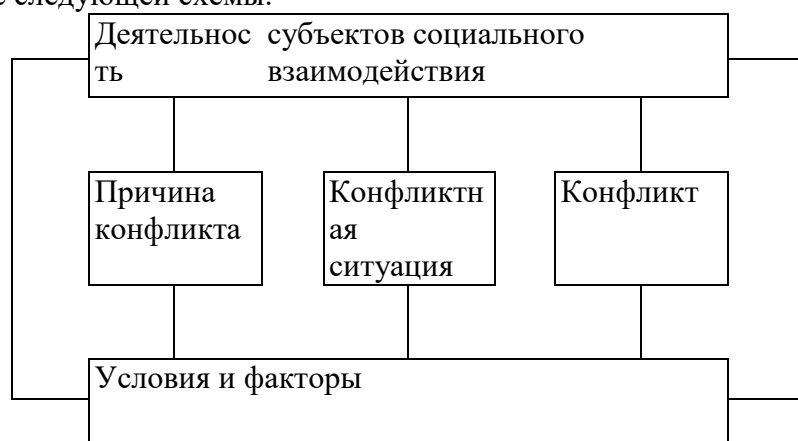 следующей схемы:
Деятельнос субъектов социального
ть взаимодействия
Причина
конфликта
Конфликтн
ая
ситуация
Конфликт
Условия и факторы